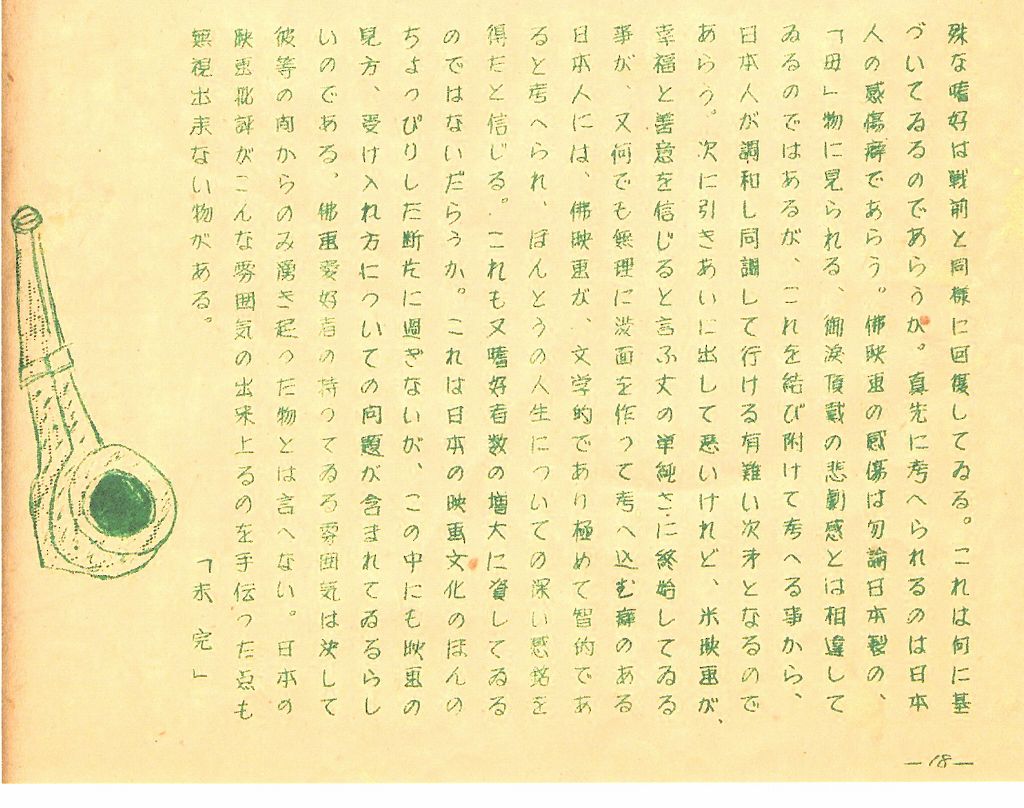 殊な嗜好は戦前と同様に回復してゐる。これは何に基
づいてゐるのであらうか。真先に考へられるのは日本
人の感傷癖であらう。佛映画の感傷は勿論日本製の、
「母」物に見られる、御涙頂戴の悲劇感とは相違して
ゐるのではあるが、これを結び附けて考へる事から、
日本人が調和し同調して行ける有難い次才となるので
あらう。次に引きあいに出して悪いけれど、米映画が、
幸福と善意を信じると言ふ丈の単純さに終始してゐる
事が、又何でも無理に渋面を作って考へ込む癖のある
日本人には、佛映画が、文学的であり極めて智的であ
ると考へられ、ほんとうの人生についての深い感銘を
得たと信じる。これも又嗜好者数の増大に資してゐる
のではないだらうか。これは日本の映画文化のほんの
ちょっぴりした断片に過ぎないが、この中にも映画の
見方、受け入れ方についての問題が含まれてゐるらし
いのである。佛画愛好者の持つてゐる雰囲気は決して
彼等の内からのみ湧き起つた物とは言へない。日本の
映画批評がこんな雰囲気の出来上るのを手伝った点も
無視出来ない物がある。
「未完」
—18—